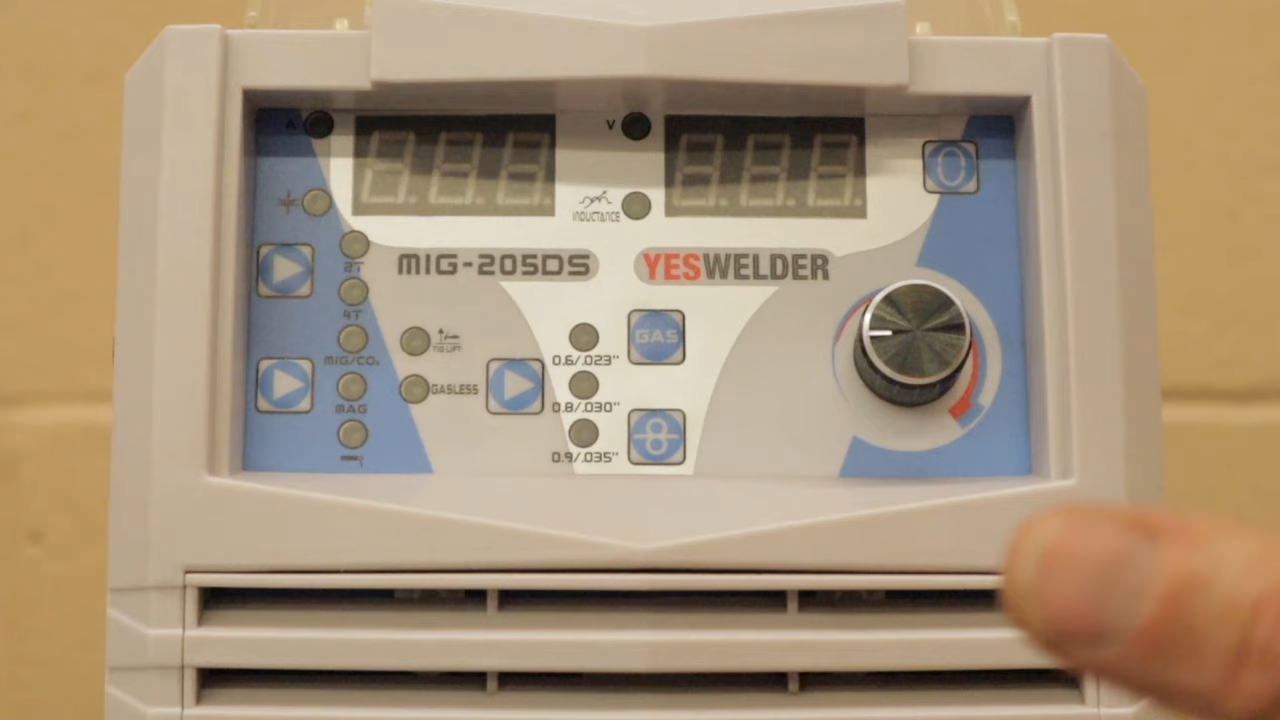 A
V
INDUCTANCE
MIG-205DS
YESWELDER
2T
4T
MIG/CO₂
MAG
TIG LIFT
GASLESS
0.6/.023"
0.8/.030"
0.9/.035"
GAS